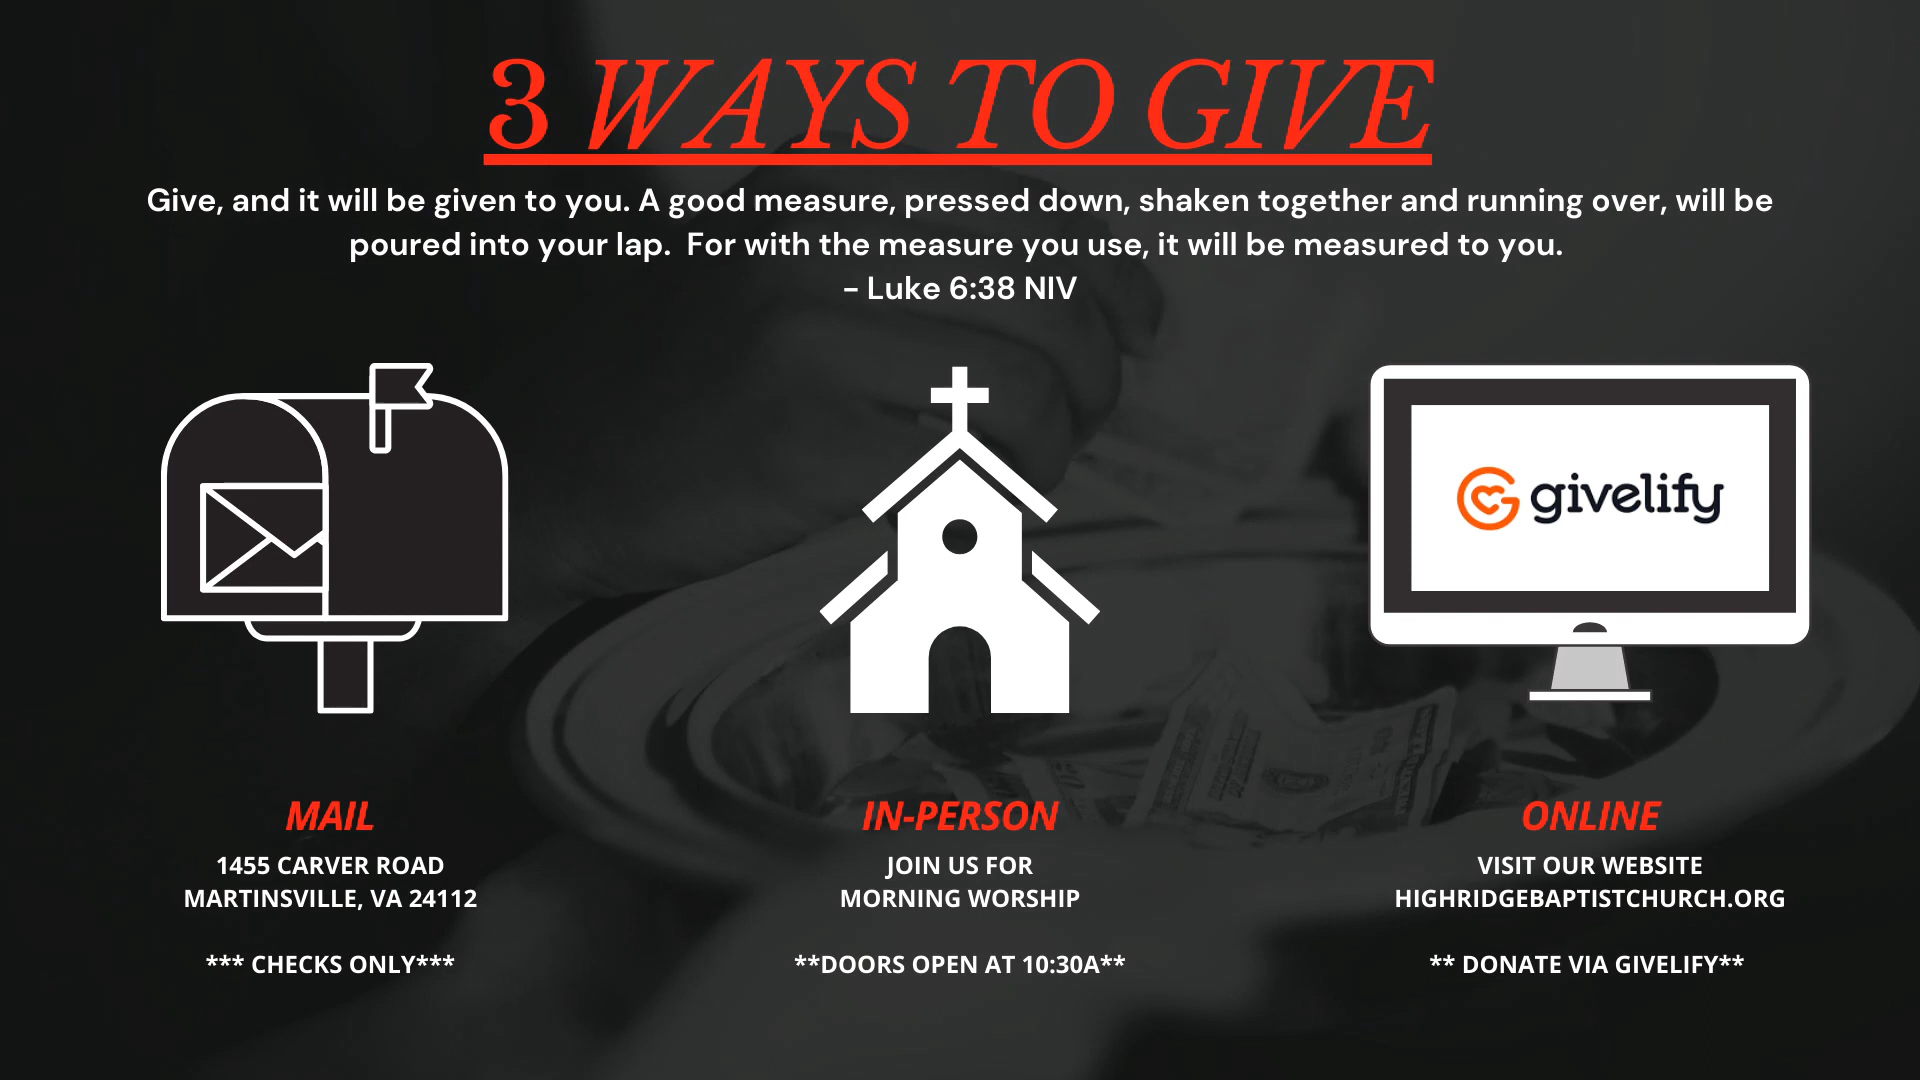 3 WAYS TO GIVE
Give, and it will be given to you. A good measure, pressed down, shaken together and running over, will be
poured into your lap.  For with the measure you use, it will be measured to you.
- Luke 6:38 NIV
givelify
MAIL
1455 CARVER ROAD
MARTINSVILLE, VA 24112
*** CHECKS ONLY***
IN-PERSON
JOIN US FOR
MORNING WORSHIP
**DOORS OPEN AT 10:30A**
ONLINE
VISIT OUR WEBSITE
HIGHRIDGEBAPTISTCHURCH.ORG
** DONATE VIA GIVELIFY**